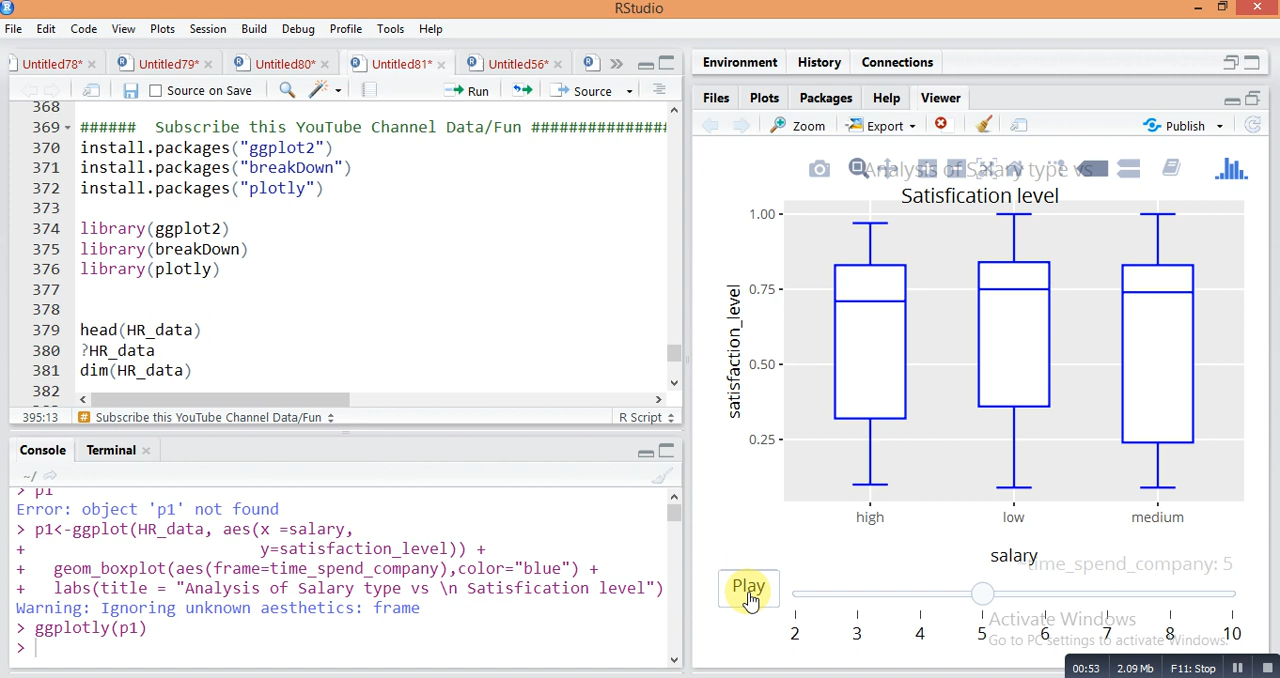 RStudio
File Edit Code View Plots Session Build Debug Profile Tools Help
Untitled78* Untitled79* Untitled80* Untitled81* Untitled56*
Source on Save Run Source
368
369 ###### Subscribe this YouTube Channel Data/Fun ###############
370 install.packages("ggplot2")
371 install.packages("breakDown")
372 install.packages("plotly")
373
374 library(ggplot2)
375 library(breakDown)
376 library(plotly)
377
378
379 head(HR_data)
380 ?HR_data
381 dim(HR_data)
382
395:13 # Subscribe this YouTube Channel Data/Fun R Script
Console Terminal
~/
> p1
Error: object 'p1' not found
> p1<-ggplot(HR_data, aes(x =salary,
+ y=satisfaction_level)) +
+ geom_boxplot(aes(frame=time_spend_company),color="blue") +
+ labs(title = "Analysis of Salary type vs \n Satisification level")
Warning: Ignoring unknown aesthetics: frame
> ggplotly(p1)
>
Environment History Connections
Files Plots Packages Help Viewer
Zoom Export Publish
Analysis of Salary type vs
Satisfication level
1.00
0.75
0.50
0.25
satisfaction_level
high low medium
salary
~time_spend_company: 5
Play
2 3 4 5 6 7 8 10
Activate Windows
Go to PC settings to activate Windows.
00:53 2.09 Mb F11: Stop